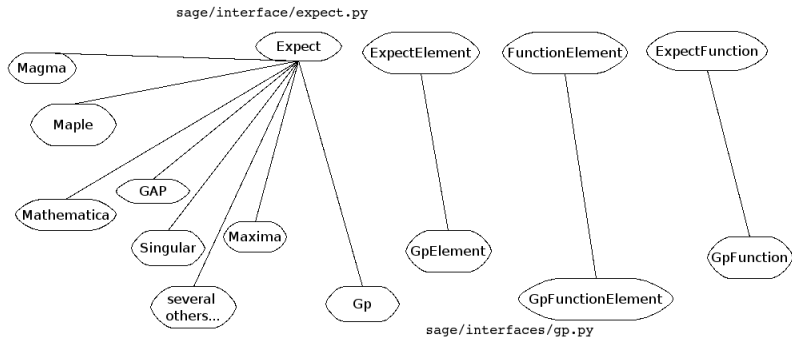 sage/interface/expect.py
Expect
ExpectElement
FunctionElement
ExpectFunction
Magma
Maple
GAP
Mathematica
Singular
Maxima
GpElement
GpFunction
several
others...
Gp
GpFunctionElement
sage/interfaces/gp.py